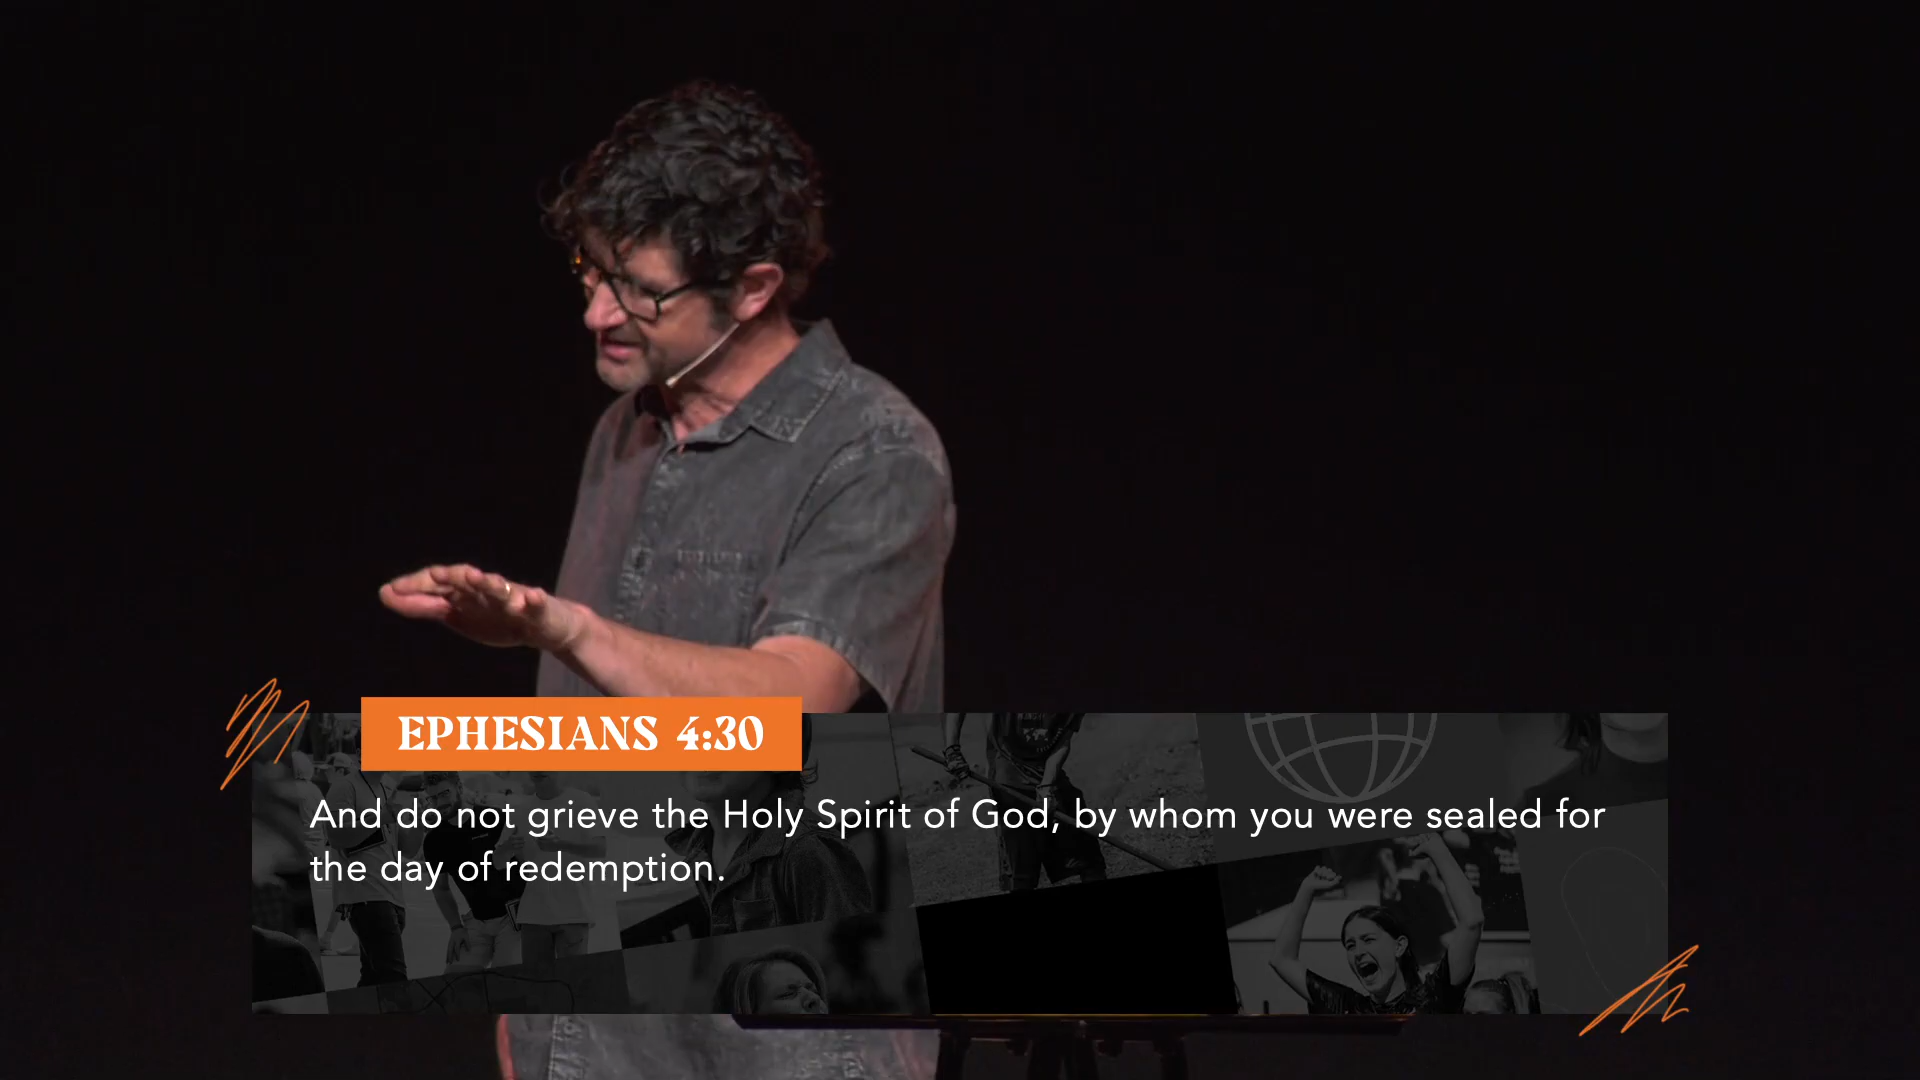 EPHESIANS 4:30
And do not grieve the Holy Spirit of God, by whom you were sealed for
the day of redemption.